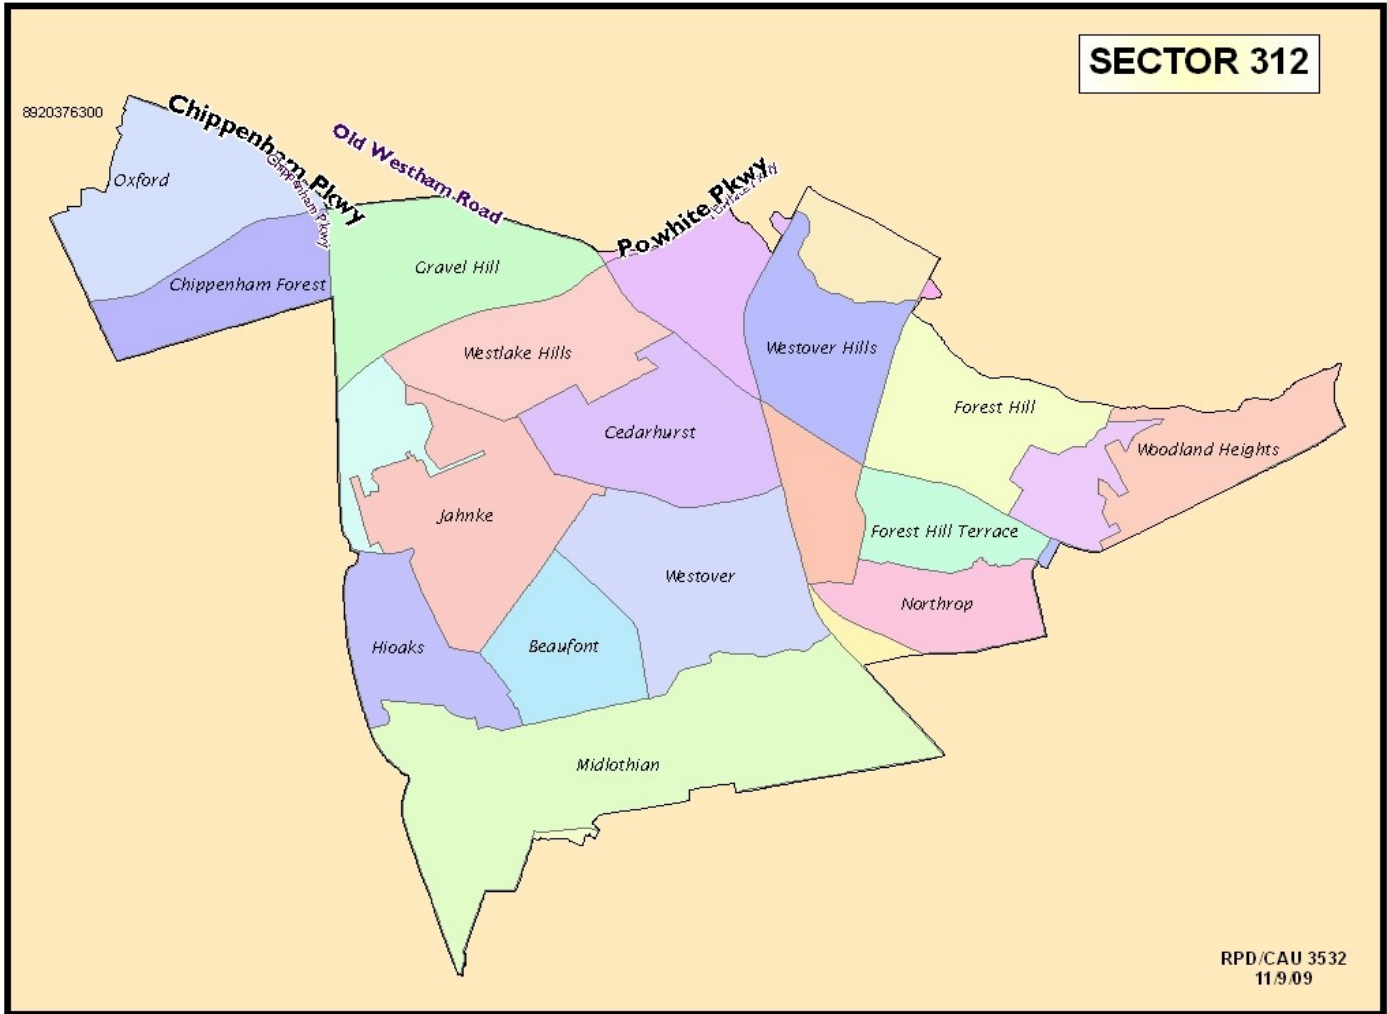 SECTOR 312
8920376300
Chippenham Pkwy
Chippenham Pkwy
Old Westham Road
Powhite Pkwy
Oxford
Chippenham Forest
Gravel Hill
Westlake Hills
Westover Hills
Cedarhurst
Forest Hill
Woodland Heights
Jahnke
Forest Hill Terrace
Westover
Northrop
Hioaks
Beaufont
Midlothian
RPD/CAU 3532
11/9/09